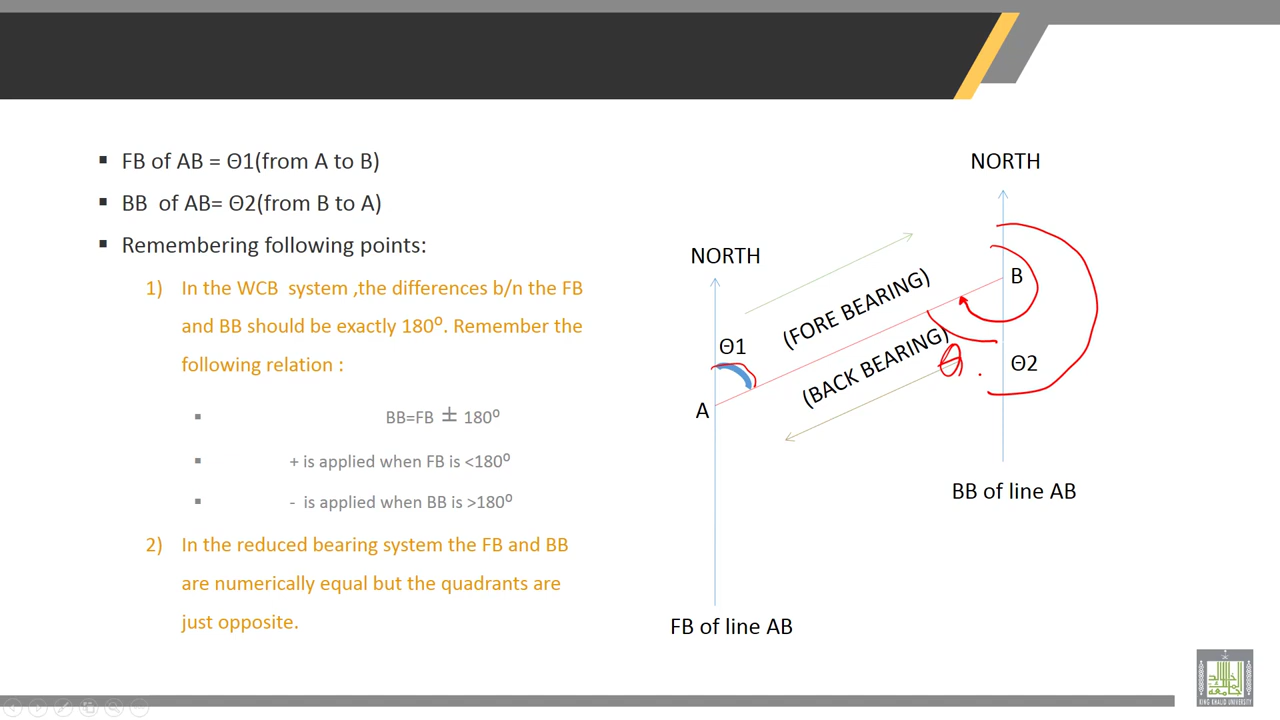 ▪ FB of AB = Θ1(from A to B)
▪ BB of AB= Θ2(from B to A)
▪ Remembering following points:
1) In the WCB system ,the differences b/n the FB
and BB should be exactly 180⁰. Remember the
following relation :
▪ BB=FB ± 180⁰
▪ + is applied when FB is <180⁰
▪ - is applied when BB is >180⁰
2) In the reduced bearing system the FB and BB
are numerically equal but the quadrants are
just opposite.
NORTH
NORTH
B
(FORE BEARING)
Θ1
(BACK BEARING)
Θ
Θ2
A
BB of line AB
FB of line AB
KING KHALID UNIVERSITY